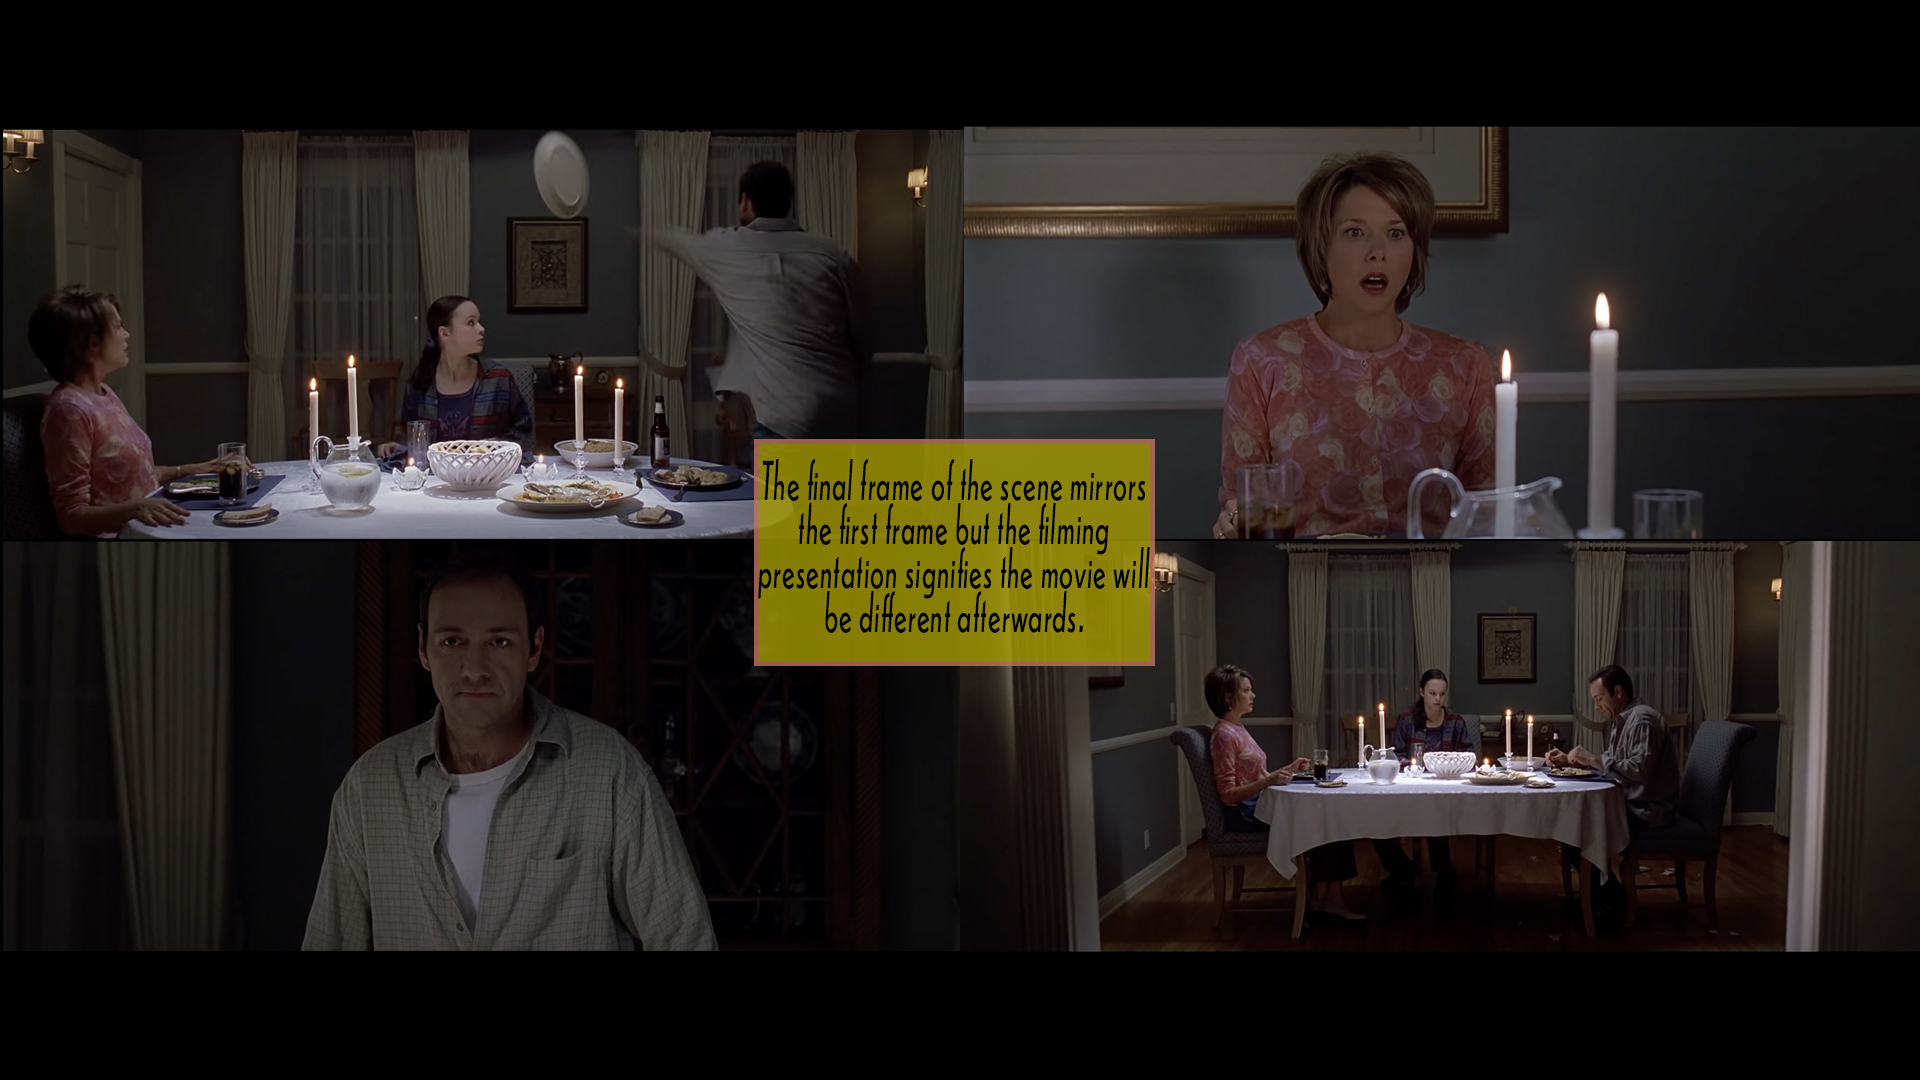 The final frame of the scene mirrors
the first frame but the filming
presentation signifies the movie will
be different afterwards.